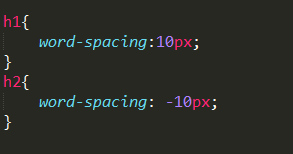 h1{
    word-spacing:10px;
}
h2{
    word-spacing: -10px;
}